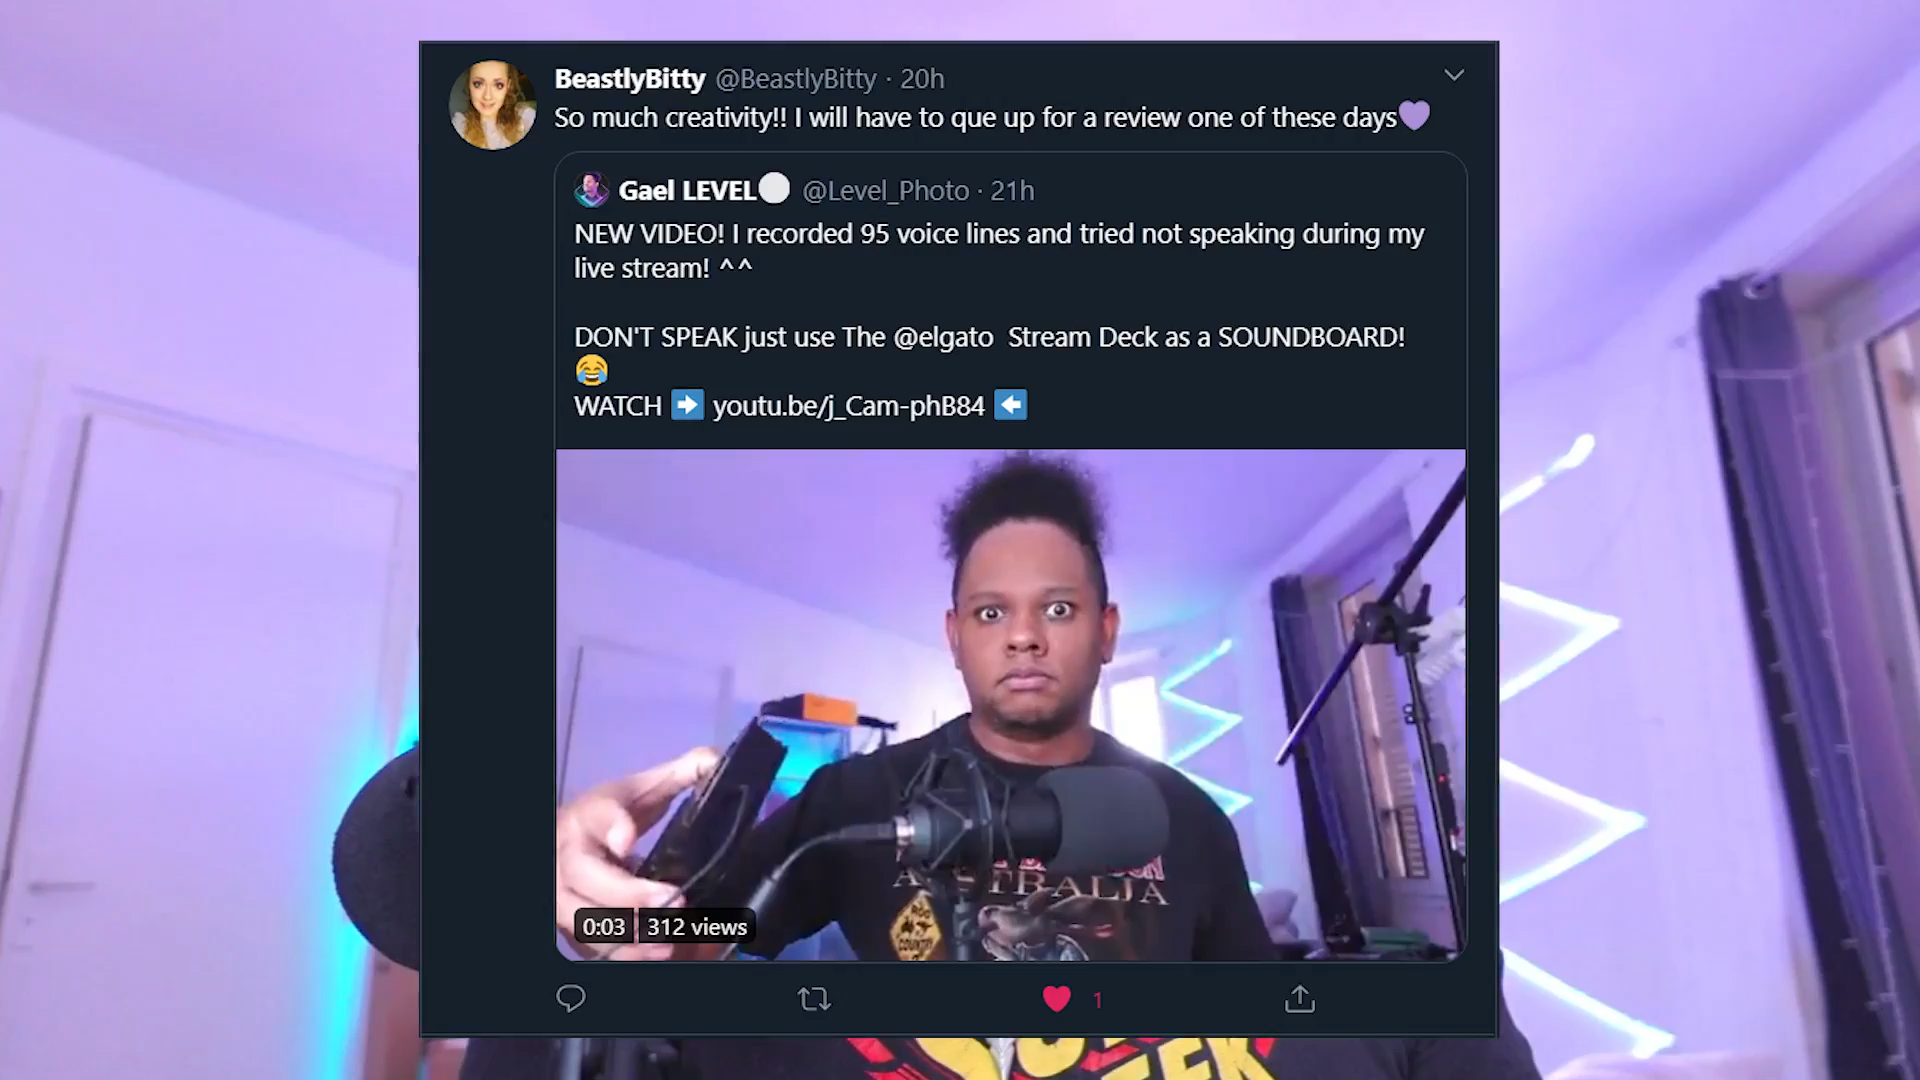 BeastlyBitty @BeastlyBitty · 20h
So much creativity!! I will have to que up for a review one of these days💜
Gael LEVEL⚪ @Level_Photo · 21h
NEW VIDEO! I recorded 95 voice lines and tried not speaking during my
live stream! ^^
DON'T SPEAK just use The @elgato Stream Deck as a SOUNDBOARD!
😂
WATCH ➡️ youtu.be/j_Cam-phB84 ⬅️
ROO
COUNTRY
0:03 312 views
1